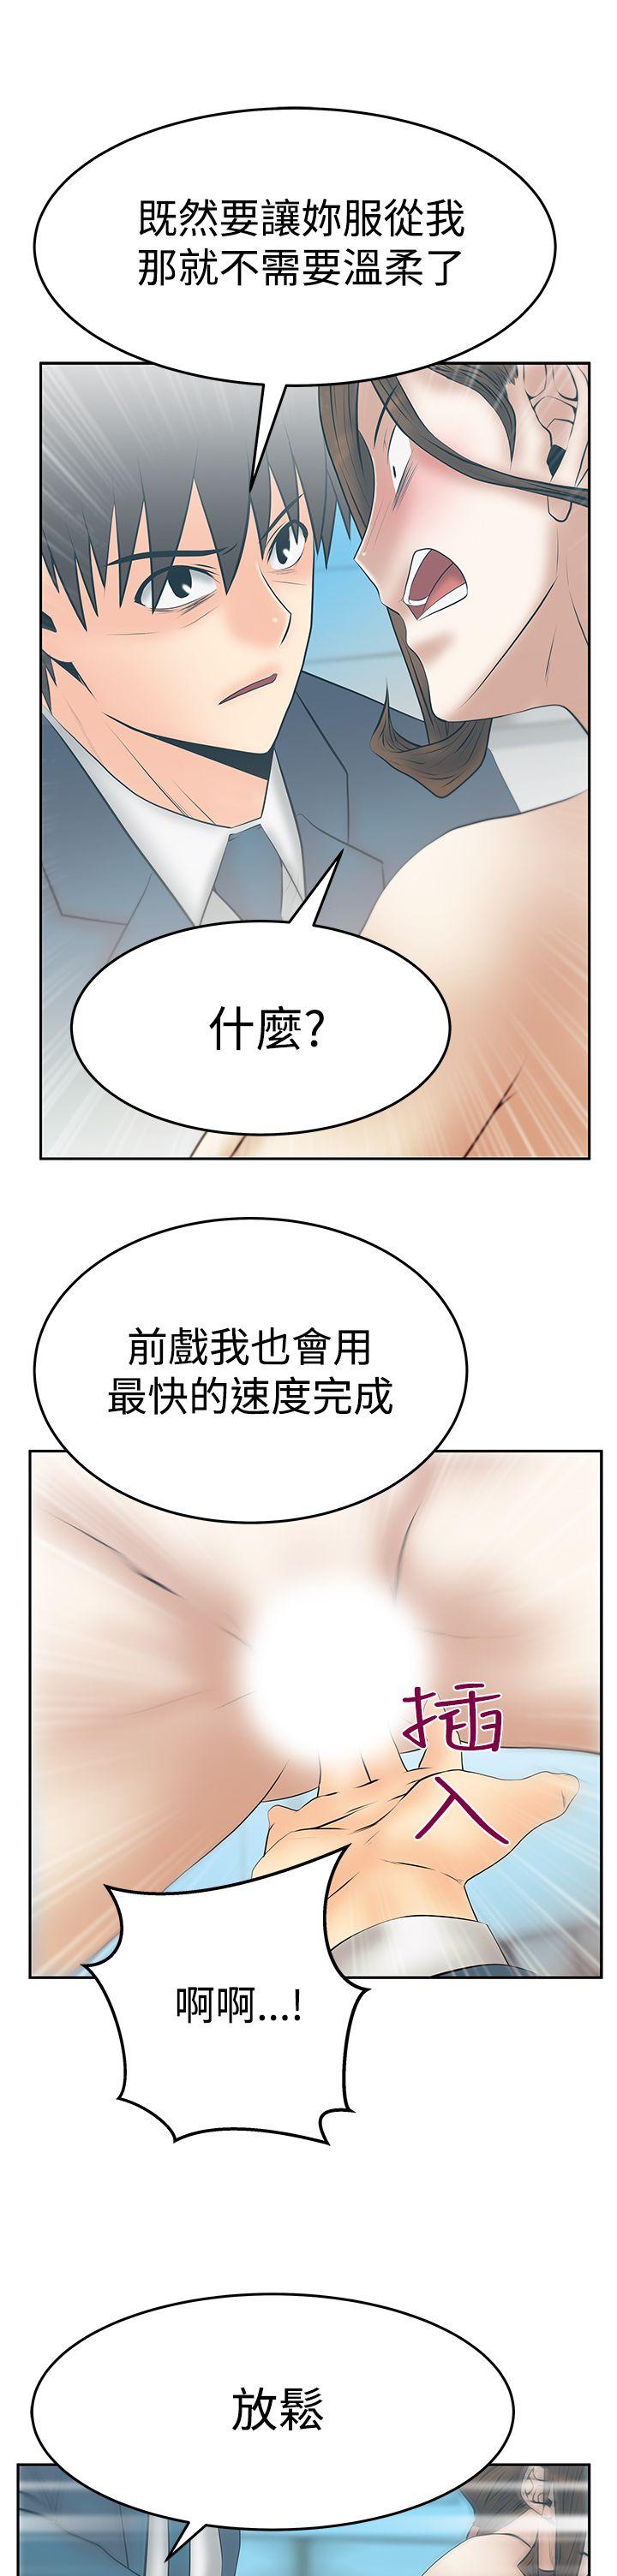 既然要讓妳服從我
那就不需要溫柔了
什麼?
前戲我也會用
最快的速度完成
插
入
啊啊...!
放鬆